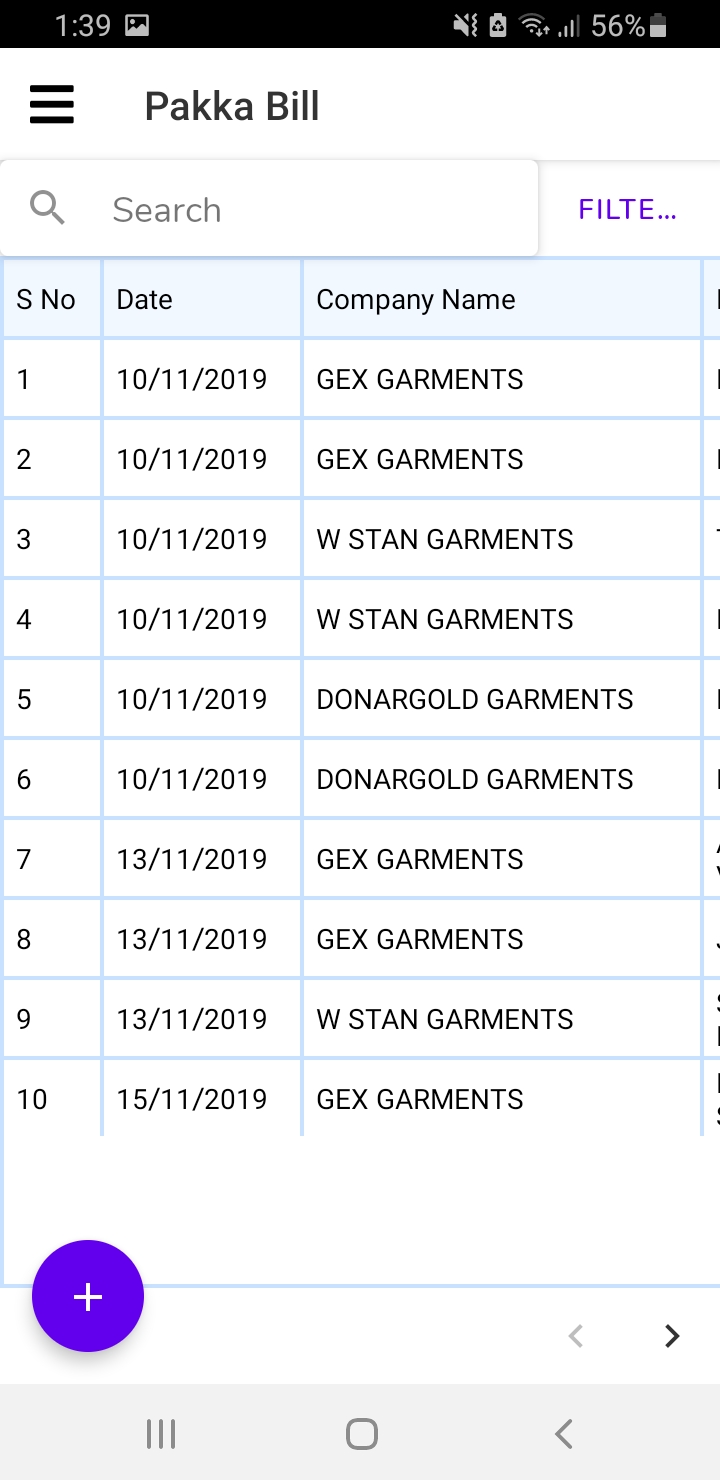 1:39 56%
Pakka Bill
Search FILTE...
S No Date Company Name
1 10/11/2019 GEX GARMENTS
2 10/11/2019 GEX GARMENTS
3 10/11/2019 W STAN GARMENTS
4 10/11/2019 W STAN GARMENTS
5 10/11/2019 DONARGOLD GARMENTS
6 10/11/2019 DONARGOLD GARMENTS
7 13/11/2019 GEX GARMENTS
8 13/11/2019 GEX GARMENTS
9 13/11/2019 W STAN GARMENTS
10 15/11/2019 GEX GARMENTS